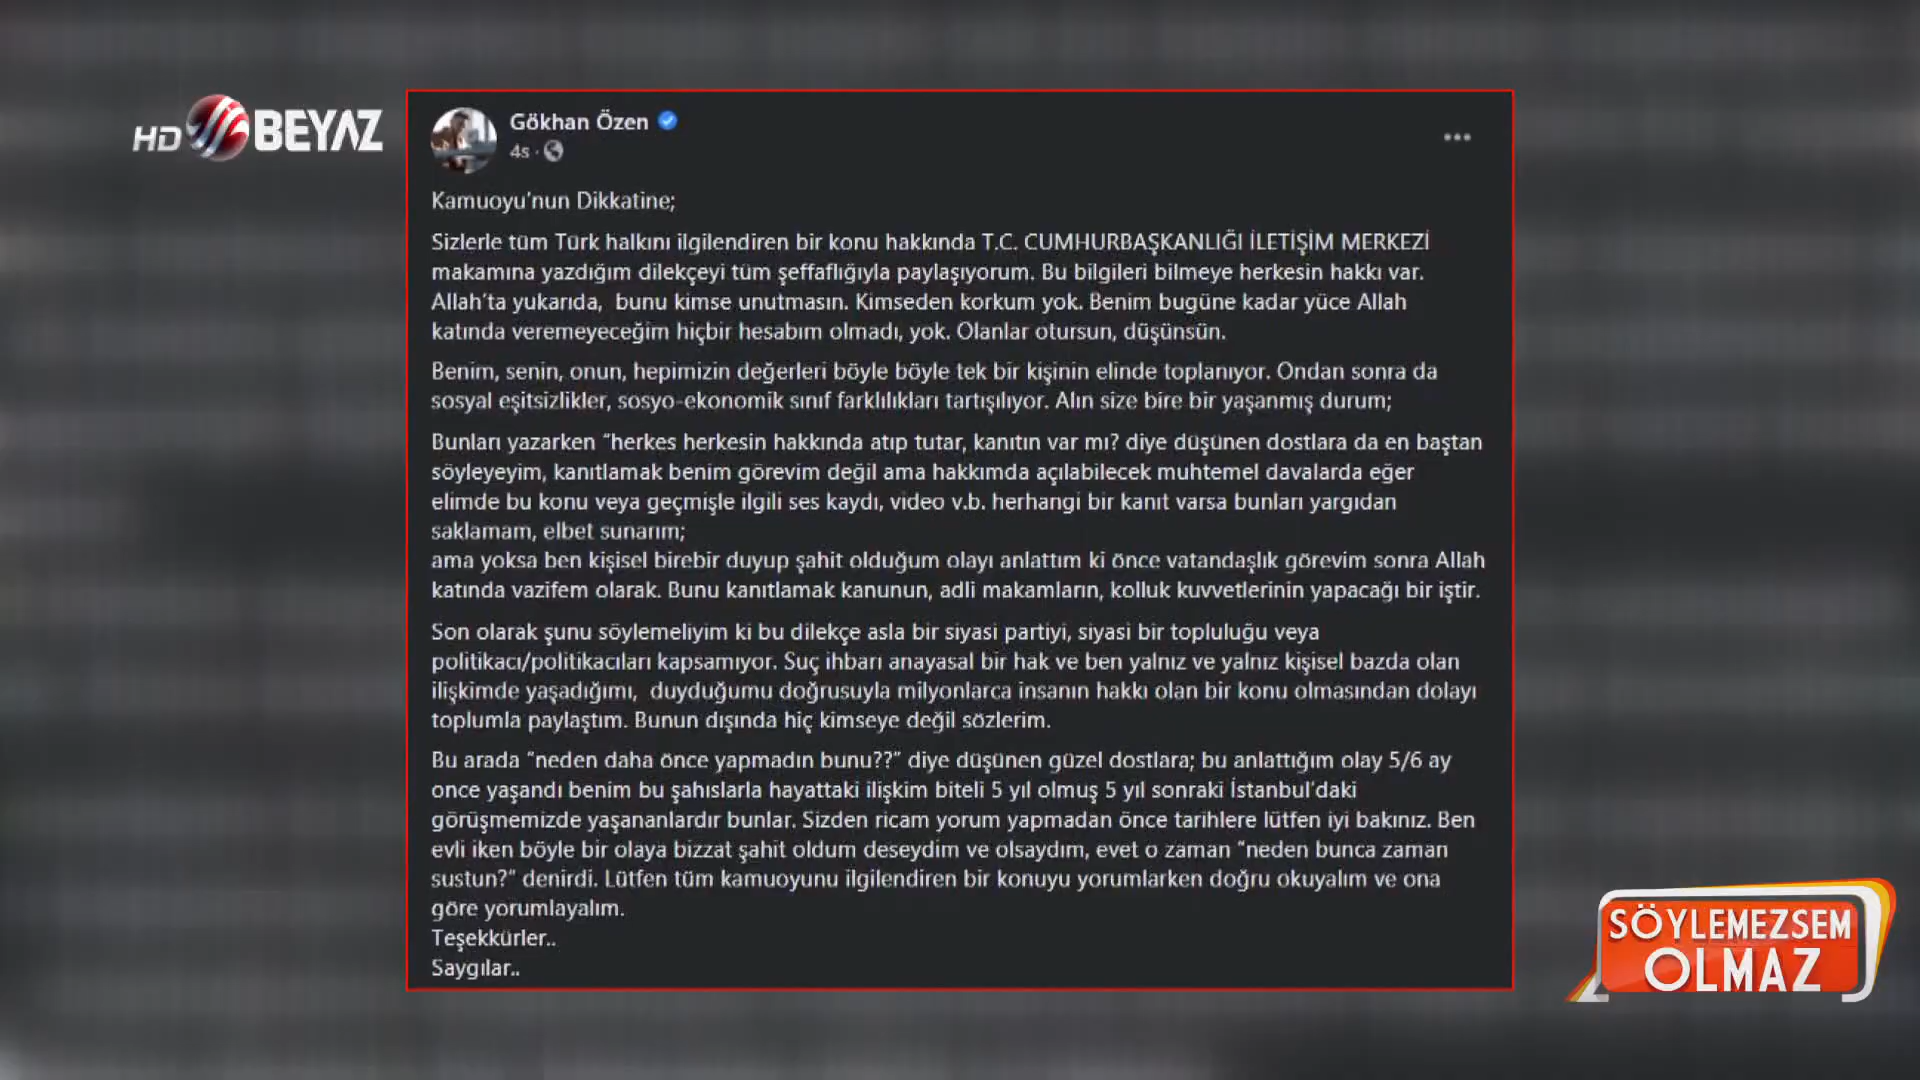 HD BEYAZ
Gökhan Özen
4s ·
Kamuoyu'nun Dikkatine;
Sizlerle tüm Türk halkını ilgilendiren bir konu hakkında T.C. CUMHURBAŞKANLIĞI İLETİŞİM MERKEZİ
makamına yazdığım dilekçeyi tüm şeffaflığıyla paylaşıyorum. Bu bilgileri bilmeye herkesin hakkı var.
Allah'ta yukarıda,  bunu kimse unutmasın. Kimseden korkum yok. Benim bugüne kadar yüce Allah
katında veremeyeceğim hiçbir hesabım olmadı, yok. Olanlar otursun, düşünsün.
Benim, senin, onun, hepimizin değerleri böyle böyle tek bir kişinin elinde toplanıyor. Ondan sonra da
sosyal eşitsizlikler, sosyo-ekonomik sınıf farklılıkları tartışılıyor. Alın size bire bir yaşanmış durum;
Bunları yazarken “herkes herkesin hakkında atıp tutar, kanıtın var mı? diye düşünen dostlara da en baştan
söyleyeyim, kanıtlamak benim görevim değil ama hakkımda açılabilecek muhtemel davalarda eğer
elimde bu konu veya geçmişle ilgili ses kaydı, video v.b. herhangi bir kanıt varsa bunları yargıdan
saklamam, elbet sunarım;
ama yoksa ben kişisel birebir duyup şahit olduğum olayı anlattım ki önce vatandaşlık görevim sonra Allah
katında vazifem olarak. Bunu kanıtlamak kanunun, adli makamların, kolluk kuvvetlerinin yapacağı bir iştir.
Son olarak şunu söylemeliyim ki bu dilekçe asla bir siyasi partiyi, siyasi bir topluluğu veya
politikacı/politikacıları kapsamıyor. Suç ihbarı anayasal bir hak ve ben yalnız ve yalnız kişisel bazda olan
ilişkimde yaşadığımı,  duyduğumu doğrusuyla milyonlarca insanın hakkı olan bir konu olmasından dolayı
toplumla paylaştım. Bunun dışında hiç kimseye değil sözlerim.
Bu arada “neden daha önce yapmadın bunu??” diye düşünen güzel dostlara; bu anlattığım olay 5/6 ay
once yaşandı benim bu şahıslarla hayattaki ilişkim biteli 5 yıl olmuş 5 yıl sonraki İstanbul'daki
görüşmemizde yaşananlardır bunlar. Sizden ricam yorum yapmadan önce tarihlere lütfen iyi bakınız. Ben
evli iken böyle bir olaya bizzat şahit oldum deseydim ve olsaydım, evet o zaman “neden bunca zaman
sustun?” denirdi. Lütfen tüm kamuoyunu ilgilendiren bir konuyu yorumlarken doğru okuyalım ve ona
göre yorumlayalım.
Teşekkürler..
Saygılar..
SÖYLEMEZSEM
OLMAZ